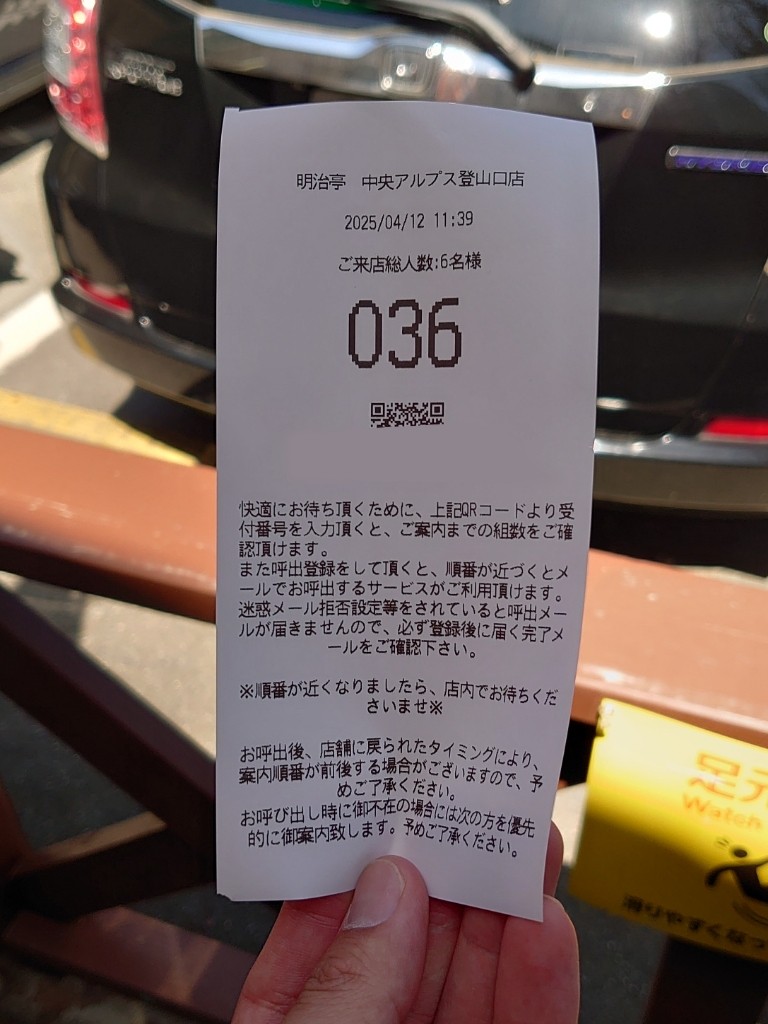 明治亭　中央アルプス登山口店
2025/04/12 11:39
ご来店総人数:6名様
036
快適にお待ち頂くために、上記QRコードより受
付番号を入力頂くと、ご案内までの組数をご確
認頂けます。
また呼出登録をして頂くと、順番が近づくとメ
ールでお呼出するサービスがご利用頂けます。
迷惑メール拒否設定等をされていると呼出メー
ルが届きませんので、必ず登録後に届く完了メ
ールをご確認下さい。
※順番が近くなりましたら、店内でお待ちくだ
さいませ※
お呼出後、店舗に戻られたタイミングにより、
案内順番が前後する場合がございますので、予
めご了承ください。
お呼び出し時に御不在の場合には次の方を優先
的に御案内致します。予めご了承ください。
足元
Watch